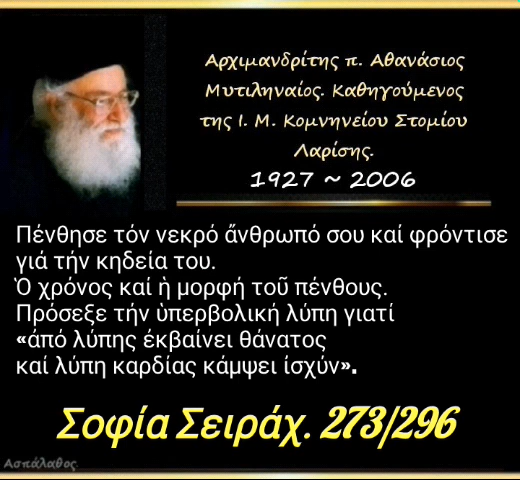 Αρχιμανδρίτης π. Αθανάσιος
Μυτιληναίος. Καθηγούμενος
της Ι. Μ. Κομνηνείου Στομίου
Λαρίσης.
1927 ~ 2006
Πένθησε τόν νεκρό ἄνθρωπό σου καί φρόντισε
γιά τήν κηδεία του.
Ὁ χρόνος καί ἡ μορφή τοῦ πένθους.
Πρόσεξε τήν ὑπερβολική λύπη γιατί
«ἀπό λύπης ἐκβαίνει θάνατος
καί λύπη καρδίας κάμψει ἰσχύν».
Σοφία Σειράχ. 273/296
Ασπάλαθος